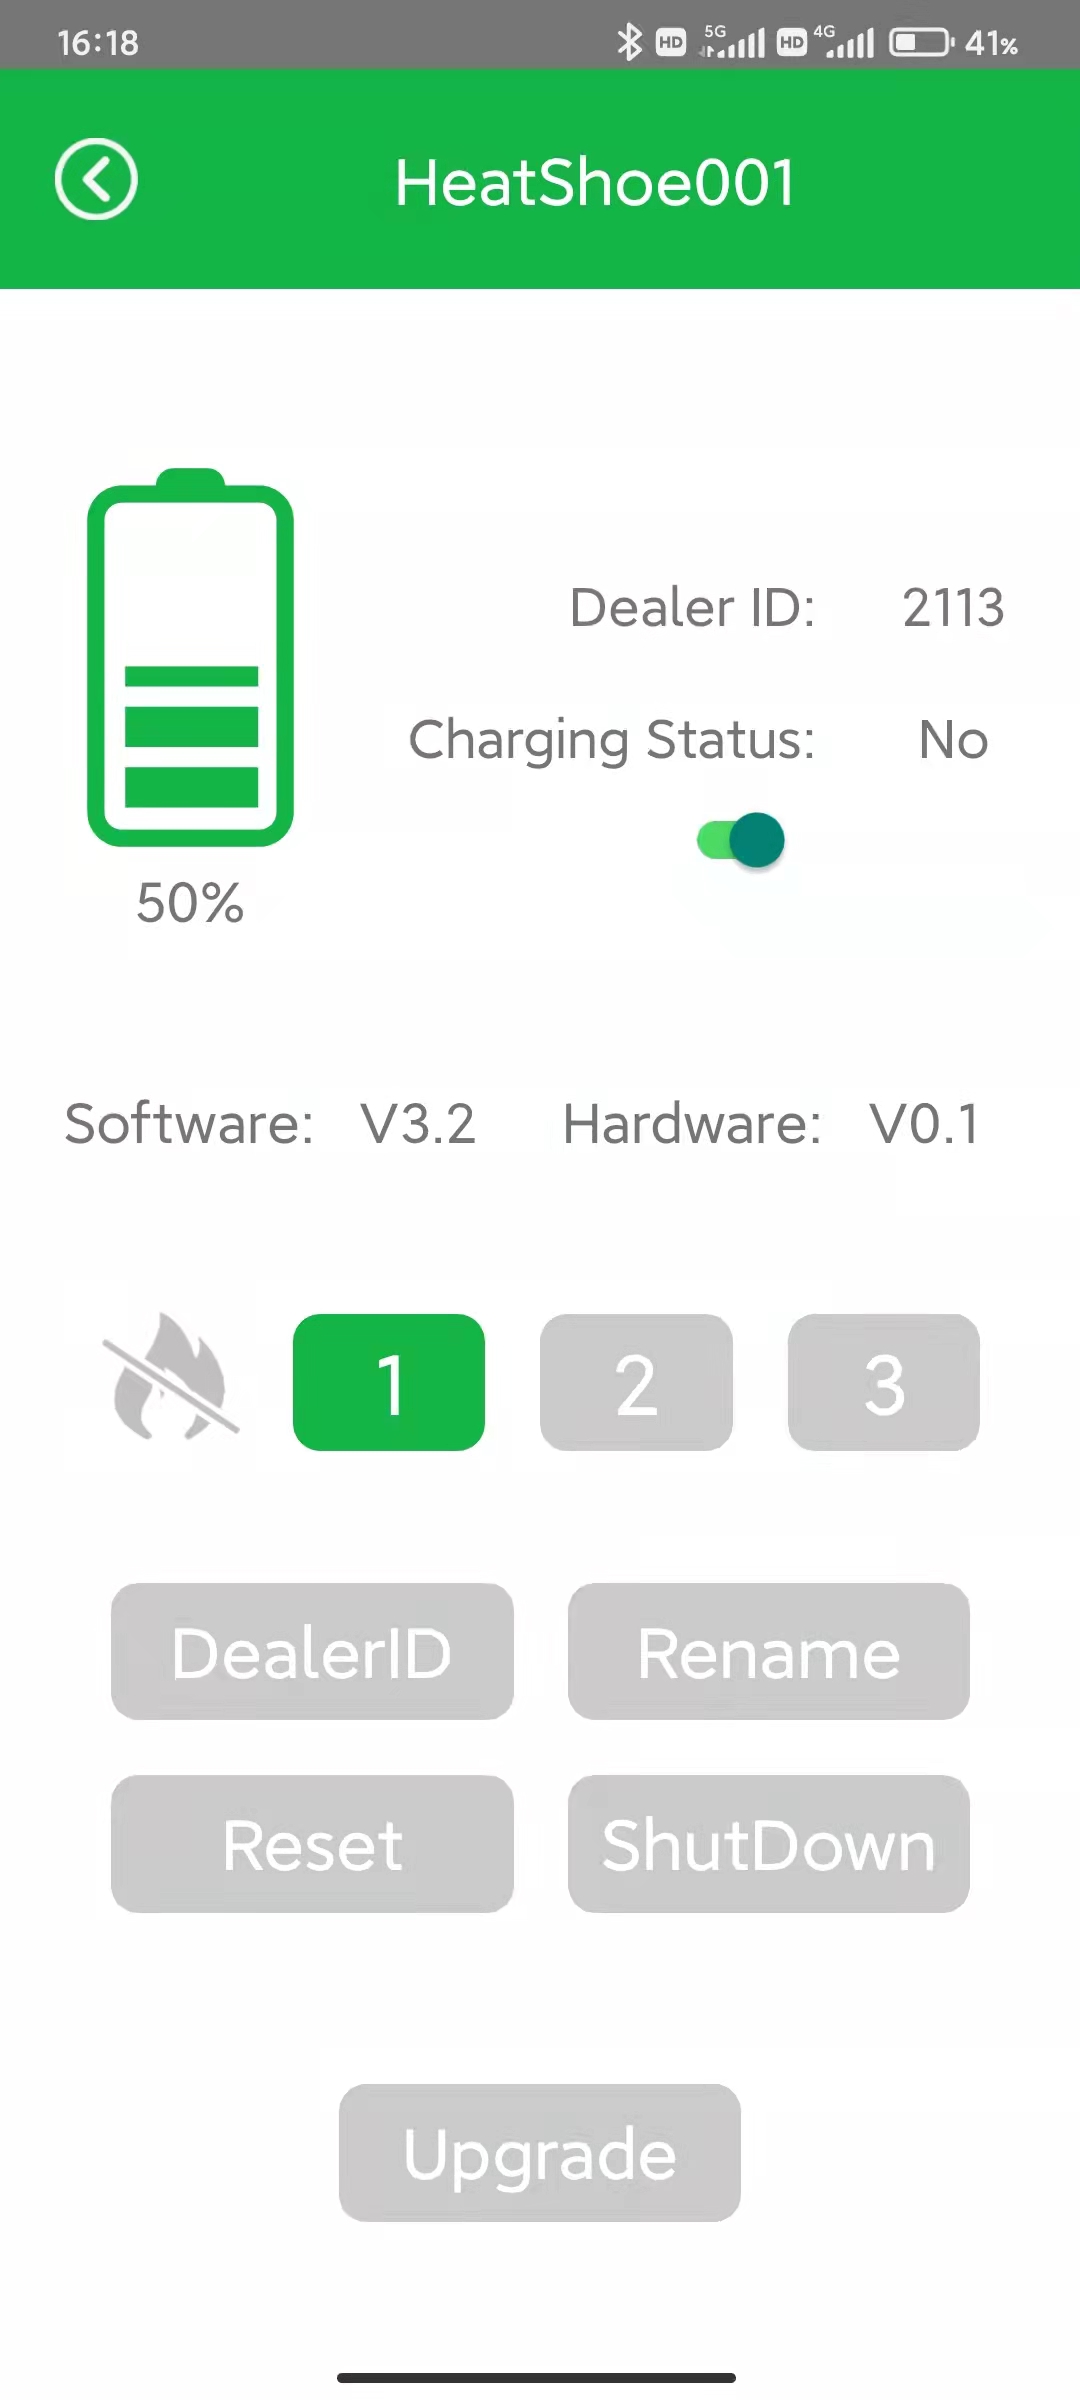 16:18 HD 5G HD 4G 41%
HeatShoe001
Dealer ID: 2113
Charging Status: No
50%
Software: V3.2 Hardware: V0.1
1 2 3
DealerID Rename
Reset ShutDown
Upgrade